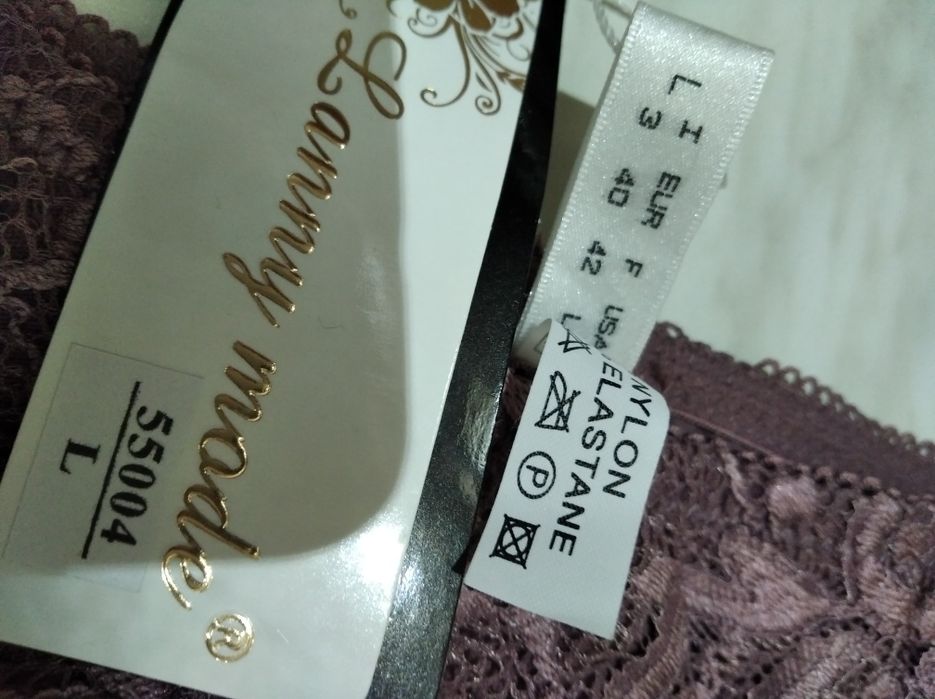 Lanny mode®
55004
L
L I EUR F USA
3 40 42 L
NYLON
ELASTANE
P